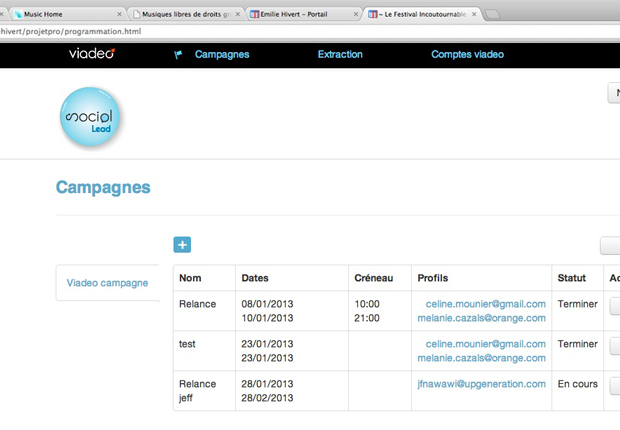 Music Home
Musiques libres de droits gr
Emilie Hivert – Portail
~ Le Festival Incoutournable
hivert/projetpro/programmation.html
viadeo
Campagnes
Extraction
Comptes viadeo
N
social
Lead
Campagnes
+
Viadeo campagne
Nom
Dates
Créneau
Profils
Statut
Ac
Relance
08/01/2013
10/01/2013
10:00
21:00
celine.mounier@gmail.com
melanie.cazals@orange.com
Terminer
test
23/01/2013
23/01/2013
celine.mounier@gmail.com
melanie.cazals@orange.com
Terminer
Relance
jeff
28/01/2013
28/02/2013
jfnawawi@upgeneration.com
En cours